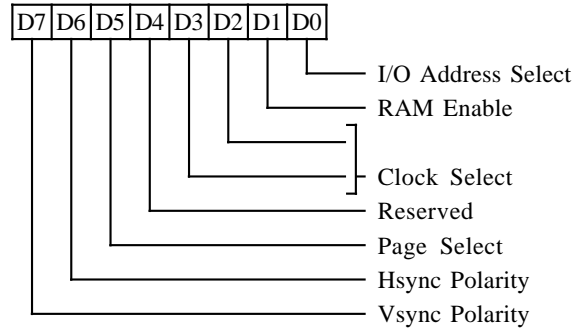 D7 D6 D5 D4 D3 D2 D1 D0
I/O Address Select
RAM Enable
Clock Select
Reserved
Page Select
Hsync Polarity
Vsync Polarity